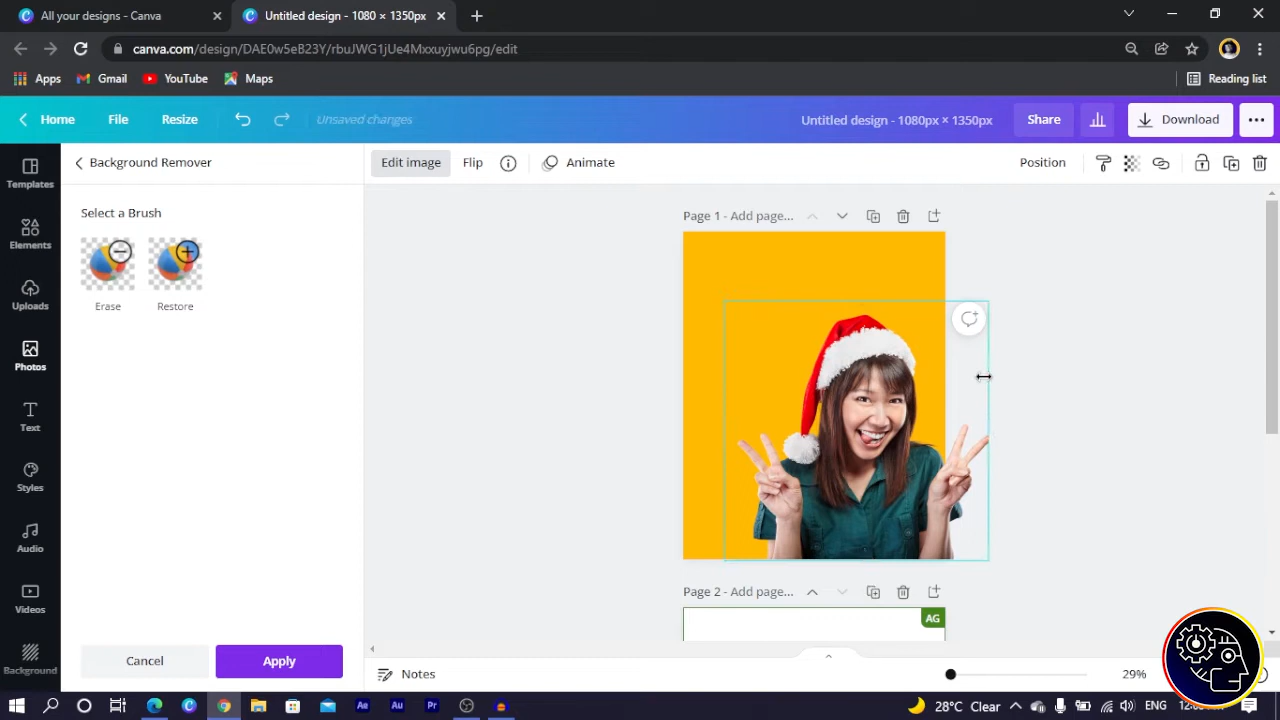 All your designs - Canva
Untitled design - 1080 × 1350px
canva.com/design/DAE0w5eB23Y/rbuJWG1jUe4Mxxuyjwu6pg/edit
Apps
Gmail
YouTube
Maps
Reading list
Home
File
Resize
Unsaved changes
Untitled design - 1080px × 1350px
Share
Download
Templates
Elements
Uploads
Photos
Text
Styles
Audio
Videos
Background
Background Remover
Select a Brush
Erase
Restore
Cancel
Apply
Edit image
Flip
Animate
Position
Page 1 - Add page...
Page 2 - Add page...
AG
Notes
29%
Ae
Au
Pr
28°C Clear
ENG